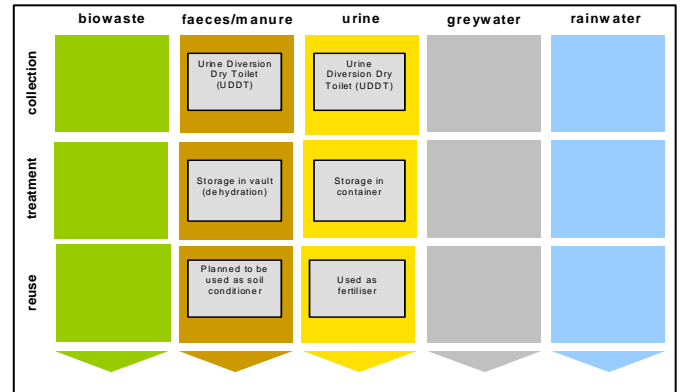 biowaste
faeces/manure
urine
greywater
rainwater
collection
Urine Diversion
Dry Toilet
(UDDT)
Urine
Diversion Dry
Toilet (UDDT)
treatment
Storage in vault
(dehydration)
Storage in
container
reuse
Planned to be
used as soil
conditioner
Used as
fertiliser